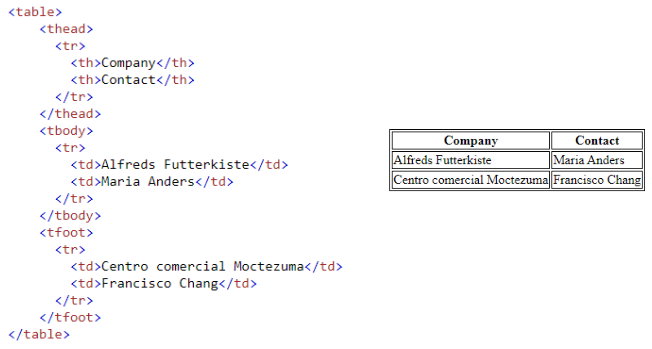 <table>
    <thead>
      <tr>
        <th>Company</th>
        <th>Contact</th>
      </tr>
    </thead>
    <tbody>
      <tr>
        <td>Alfreds Futterkiste</td>
        <td>Maria Anders</td>
      </tr>
    </tbody>
    <tfoot>
      <tr>
        <td>Centro comercial Moctezuma</td>
        <td>Francisco Chang</td>
      </tr>
    </tfoot>
</table>
Company Contact
Alfreds Futterkiste Maria Anders
Centro comercial Moctezuma Francisco Chang